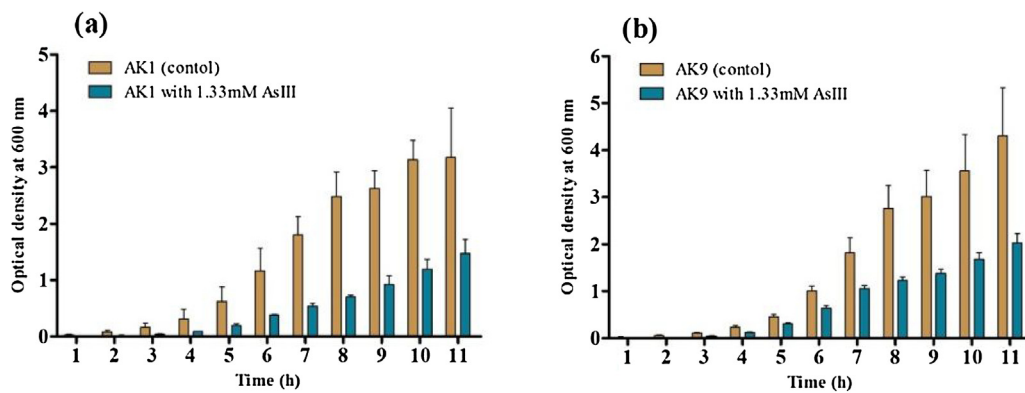 (a)
5
4
3
2
1
0
Optical density at 600 nm
AK1 (contol)
AK1 with 1.33mM AsIII
1 2 3 4 5 6 7 8 9 10 11
Time (h)
(b)
6
5
4
3
2
1
0
Optical density at 600 nm
AK9 (contol)
AK9 with 1.33mM AsIII
1 2 3 4 5 6 7 8 9 10 11
Time (h)